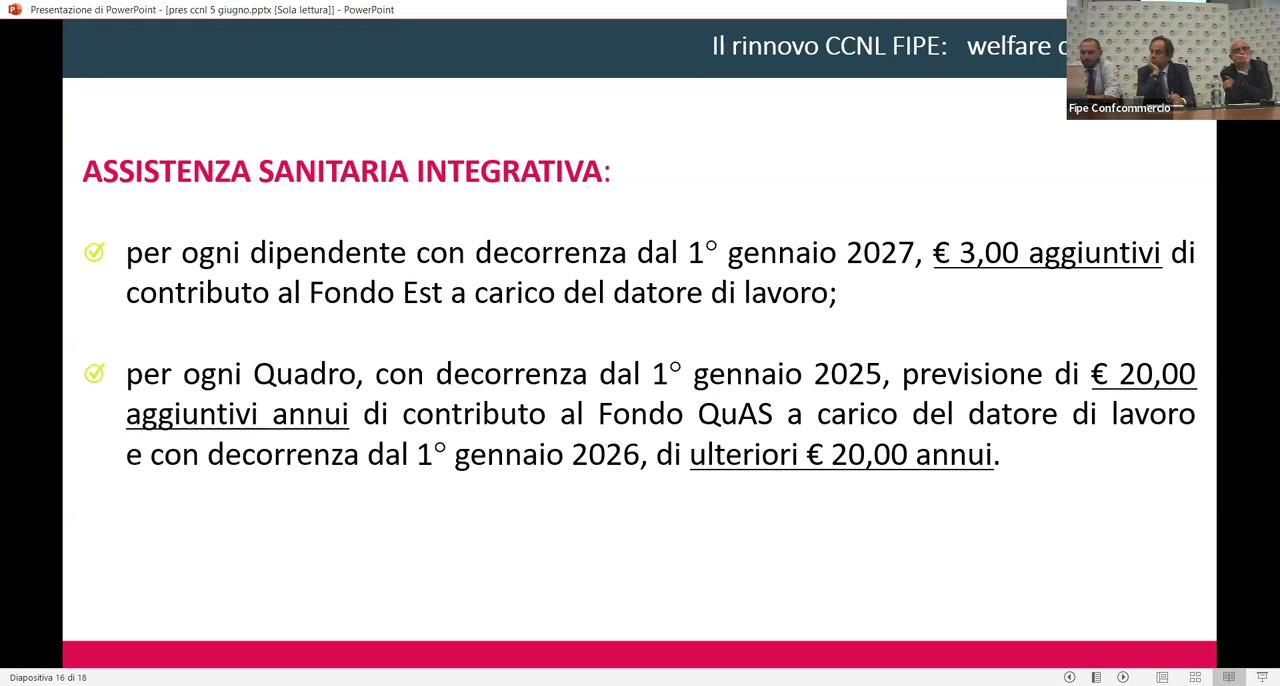 Presentazione di PowerPoint - [pres ccnl 5 giugno.pptx [Sola lettura]] - PowerPoint
Il rinnovo CCNL FIPE: welfare
Fipe Confcommercio
ASSISTENZA SANITARIA INTEGRATIVA:
per ogni dipendente con decorrenza dal 1° gennaio 2027, € 3,00 aggiuntivi di
contributo al Fondo Est a carico del datore di lavoro;
per ogni Quadro, con decorrenza dal 1° gennaio 2025, previsione di € 20,00
aggiuntivi annui di contributo al Fondo QuAS a carico del datore di lavoro
e con decorrenza dal 1° gennaio 2026, di ulteriori € 20,00 annui.
Diapositiva 16 di 18